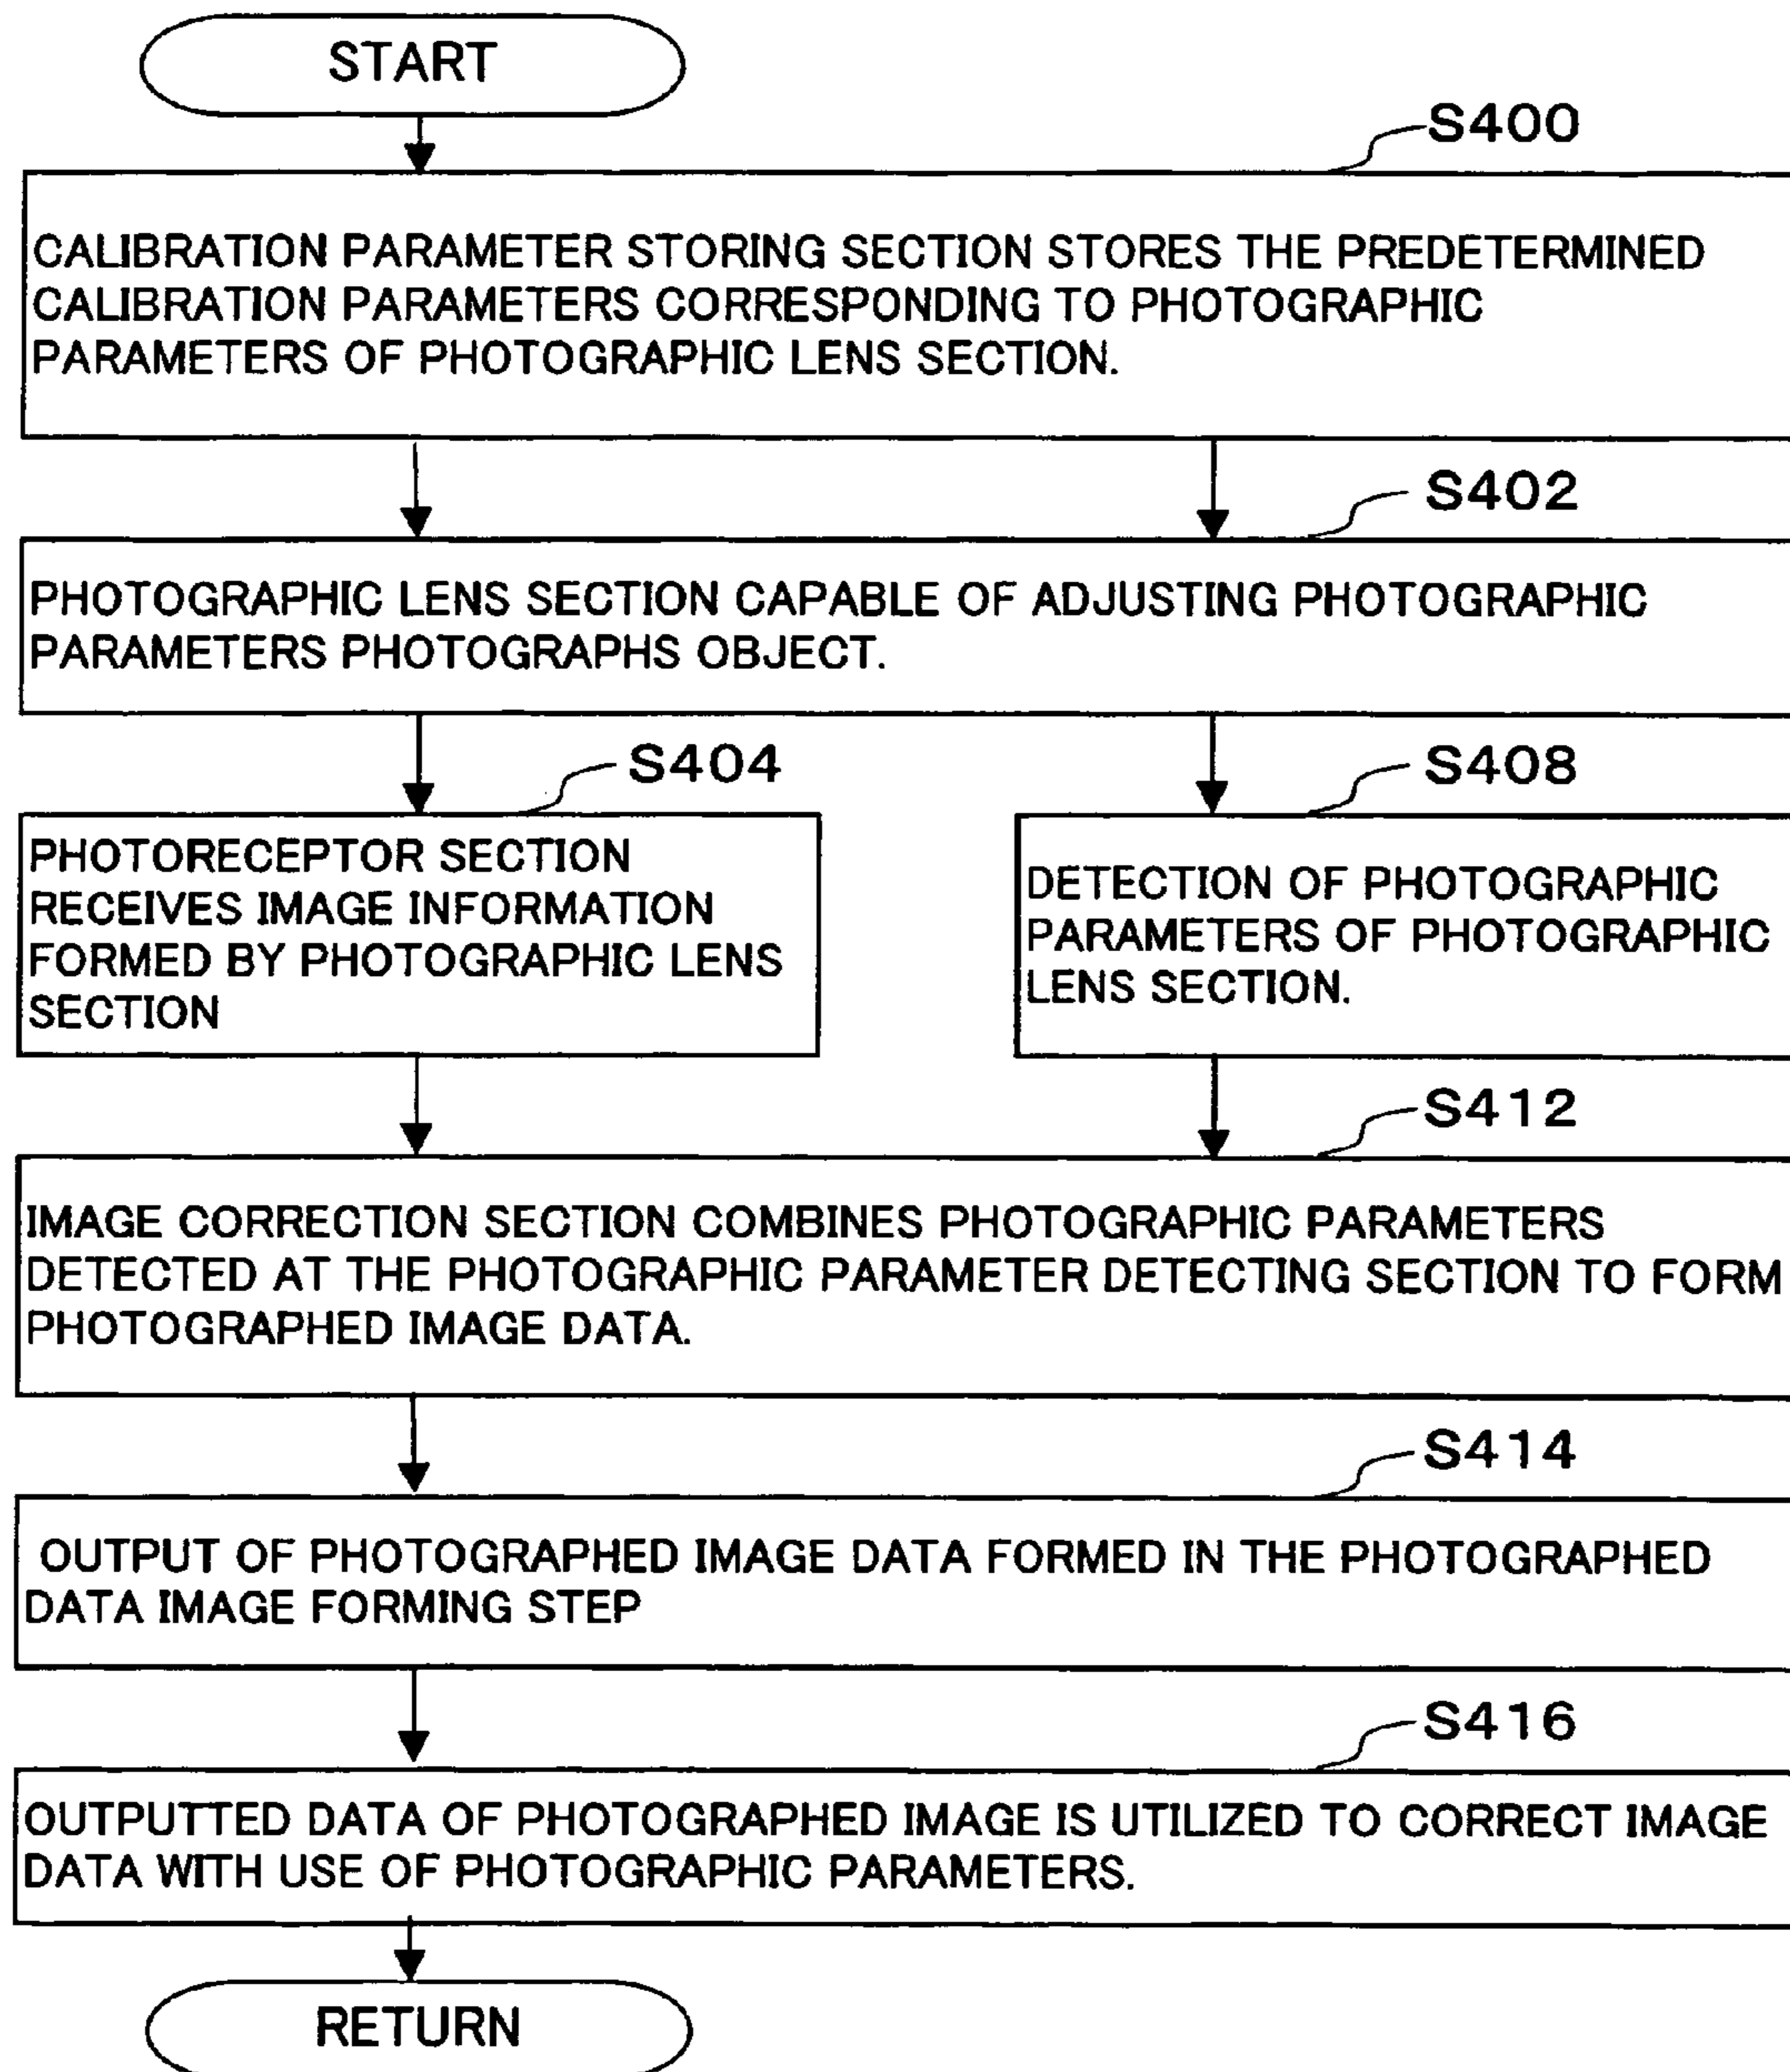 START
S400
CALIBRATION PARAMETER STORING SECTION STORES THE PREDETERMINED
CALIBRATION PARAMETERS CORRESPONDING TO PHOTOGRAPHIC
PARAMETERS OF PHOTOGRAPHIC LENS SECTION.
S402
PHOTOGRAPHIC LENS SECTION CAPABLE OF ADJUSTING PHOTOGRAPHIC
PARAMETERS PHOTOGRAPHS OBJECT.
S404
PHOTORECEPTOR SECTION
RECEIVES IMAGE INFORMATION
FORMED BY PHOTOGRAPHIC LENS
SECTION
S408
DETECTION OF PHOTOGRAPHIC
PARAMETERS OF PHOTOGRAPHIC
LENS SECTION.
S412
IMAGE CORRECTION SECTION COMBINES PHOTOGRAPHIC PARAMETERS
DETECTED AT THE PHOTOGRAPHIC PARAMETER DETECTING SECTION TO FORM
PHOTOGRAPHED IMAGE DATA.
S414
OUTPUT OF PHOTOGRAPHED IMAGE DATA FORMED IN THE PHOTOGRAPHED
DATA IMAGE FORMING STEP
S416
OUTPUTTED DATA OF PHOTOGRAPHED IMAGE IS UTILIZED TO CORRECT IMAGE
DATA WITH USE OF PHOTOGRAPHIC PARAMETERS.
RETURN